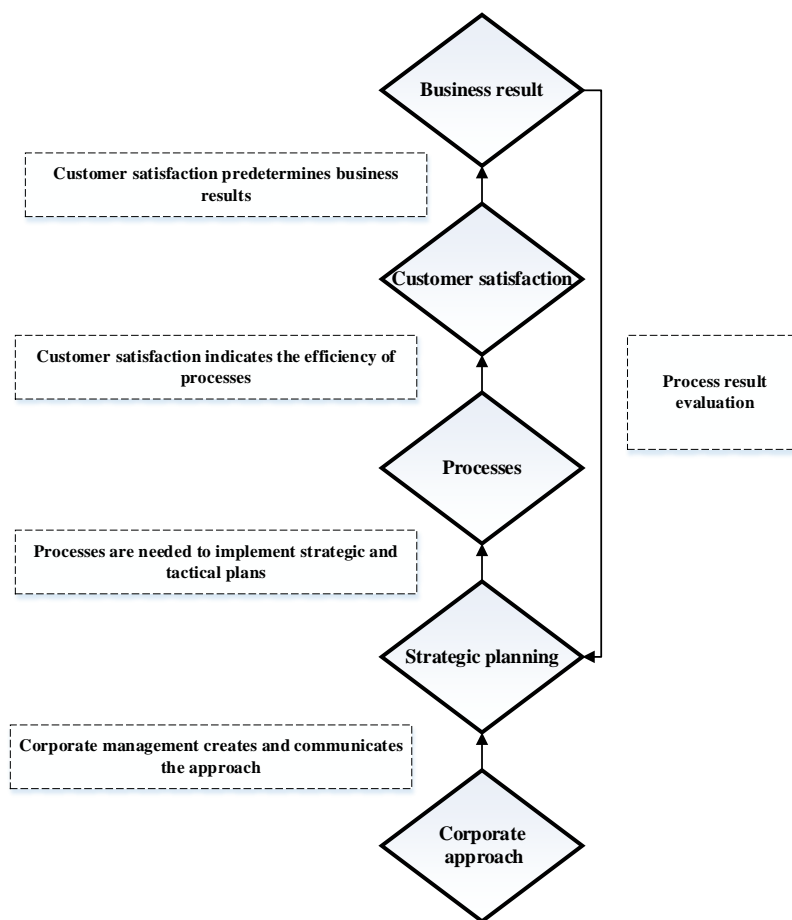 Business result
Customer satisfaction predetermines business
results
Customer satisfaction
Customer satisfaction indicates the efficiency of
processes
Process result
evaluation
Processes
Processes are needed to implement strategic and
tactical plans
Strategic planning
Corporate management creates and communicates
the approach
Corporate
approach